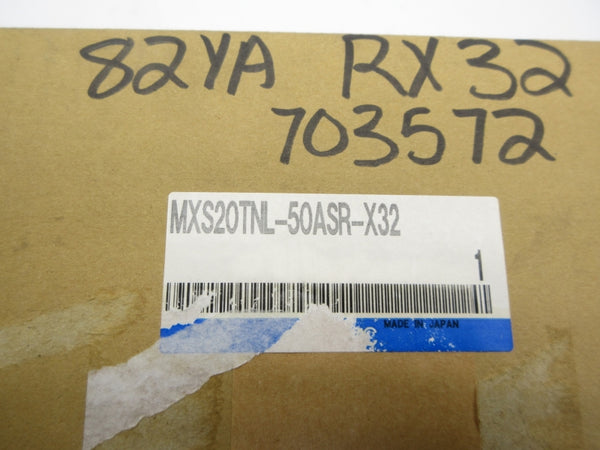 82YA RX32
703572
MXS20TNL-50ASR-X32
1
MADE IN JAPAN